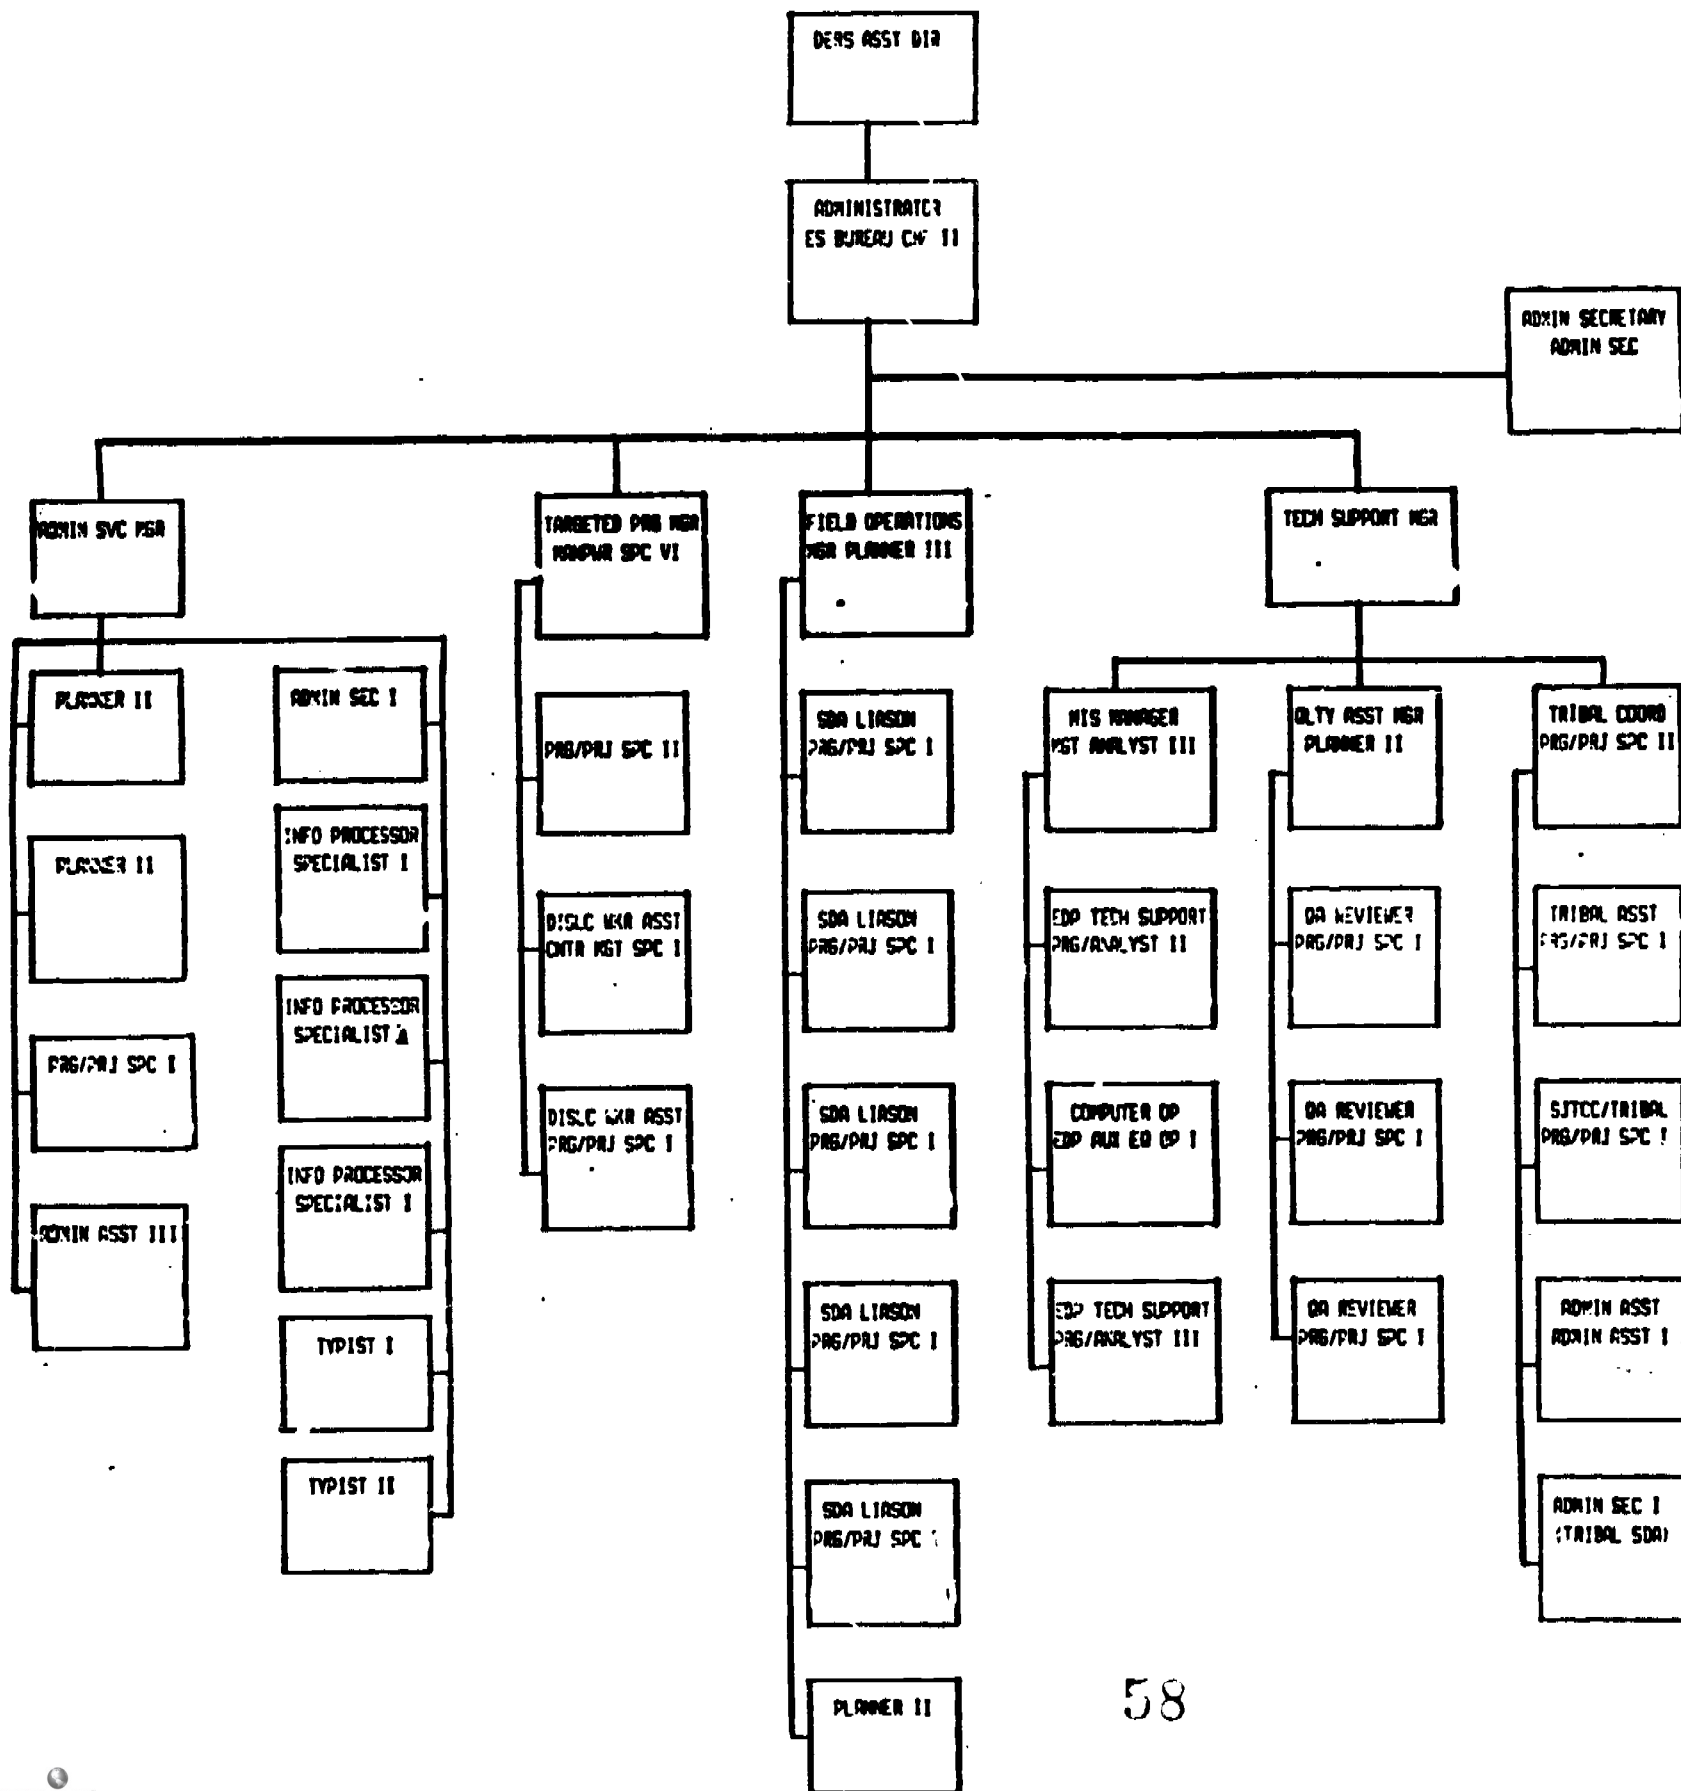 DERS ASST DIR
ADMINISTRATOR
ES BUREAU CHF II
ADMIN SECRETARY
ADMIN SEC
ADMIN SVC MGR
TARGETED PRG MGR
MANPWR SPC VI
FIELD OPERATIONS
MGR PLANNER III
TECH SUPPORT MGR
PLANNER II
PLANNER II
PRG/PRJ SPC I
ADMIN ASST III
ADMIN SEC I
INFO PROCESSOR
SPECIALIST I
INFO PROCESSOR
SPECIALIST
INFO PROCESSOR
SPECIALIST I
TYPIST I
TYPIST II
PRG/PRJ SPC II
DISLC WKR ASST
CNTR MGT SPC I
DISLC WKR ASST
PRG/PRJ SPC I
SDA LIASON
PRG/PRJ SPC I
SDA LIASON
PRG/PRJ SPC I
SDA LIASON
PRG/PRJ SPC I
SDA LIASON
PRG/PRJ SPC I
SDA LIASON
PRG/PRJ SPC
PLANNER II
MIS MANAGER
MGT ANALYST III
EDP TECH SUPPORT
PRG/ANALYST II
COMPUTER OP
EDP AUX EQ OP I
EDP TECH SUPPORT
PRG/ANALYST III
QLTY ASST MGR
PLANNER II
QA REVIEWER
PRG/PRJ SPC I
QA REVIEWER
PRG/PRJ SPC I
QA REVIEWER
PRG/PRJ SPC I
TRIBAL COORD
PRG/PRJ SPC II
TRIBAL ASST
PRG/PRJ SPC I
SJTCC/TRIBAL
PRG/PRJ SPC I
ADMIN ASST
ADMIN ASST I
ADMIN SEC I
(TRIBAL SDA)
58